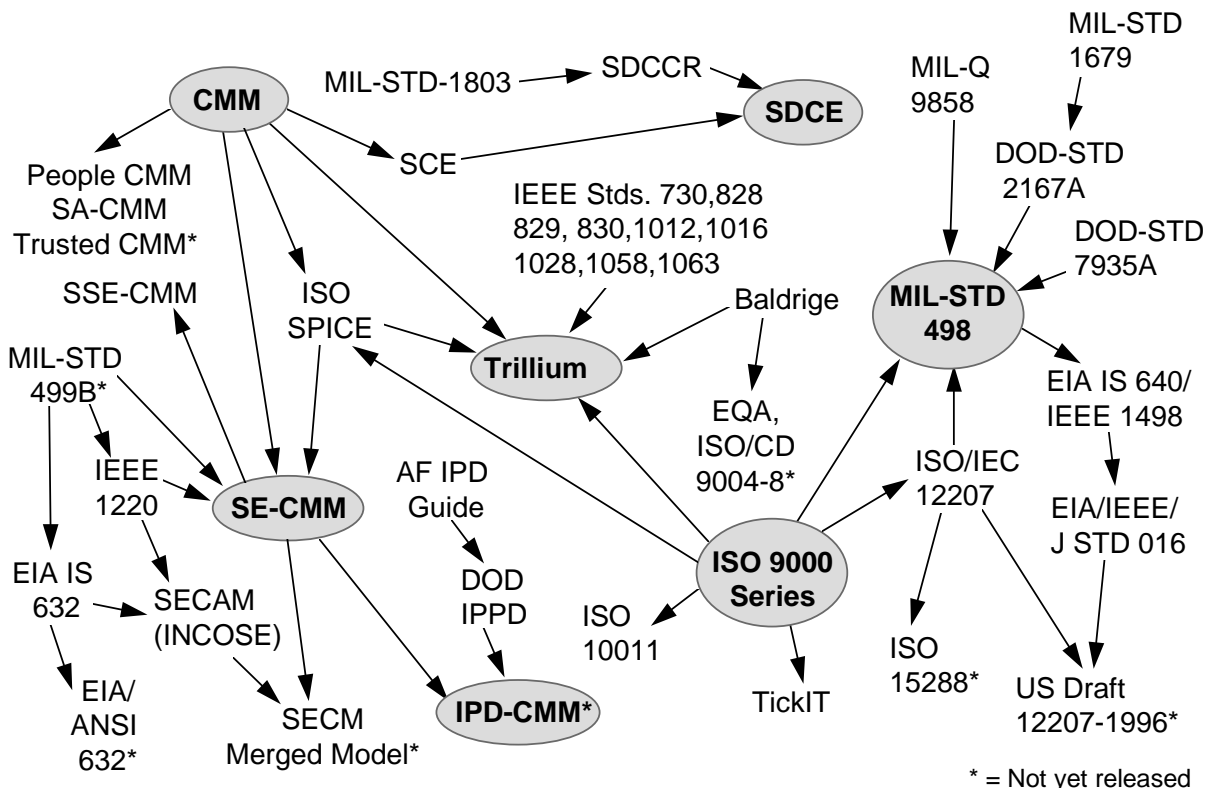 MIL-STD
1679
CMM
MIL-STD-1803
SDCCR
MIL-Q
9858
SDCE
SCE
People CMM
SA-CMM
Trusted CMM*
IEEE Stds. 730,828
829, 830,1012,1016
1028,1058,1063
DOD-STD
2167A
DOD-STD
7935A
SSE-CMM
ISO
SPICE
Baldrige
MIL-STD
498
MIL-STD
499B*
Trillium
EIA IS 640/
IEEE 1498
EQA,
ISO/CD
9004-8*
IEEE
1220
SE-CMM
AF IPD
Guide
ISO/IEC
12207
EIA/IEEE/
J STD 016
ISO 9000
Series
EIA IS
632
SECAM
(INCOSE)
DOD
IPPD
ISO
10011
ISO
15288*
EIA/
ANSI
632*
SECM
Merged Model*
IPD-CMM*
TickIT
US Draft
12207-1996*
* = Not yet released